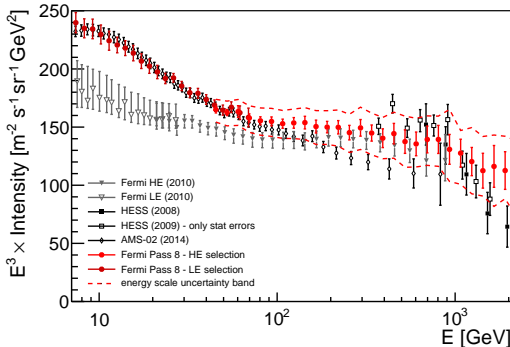 E³ × Intensity [m⁻² s⁻¹ sr⁻¹ GeV²]
250
200
150
100
50
0
Fermi HE (2010)
Fermi LE (2010)
HESS (2008)
HESS (2009) - only stat errors
AMS-02 (2014)
Fermi Pass 8 - HE selection
Fermi Pass 8 - LE selection
energy scale uncertainty band
10
10²
10³
E [GeV]